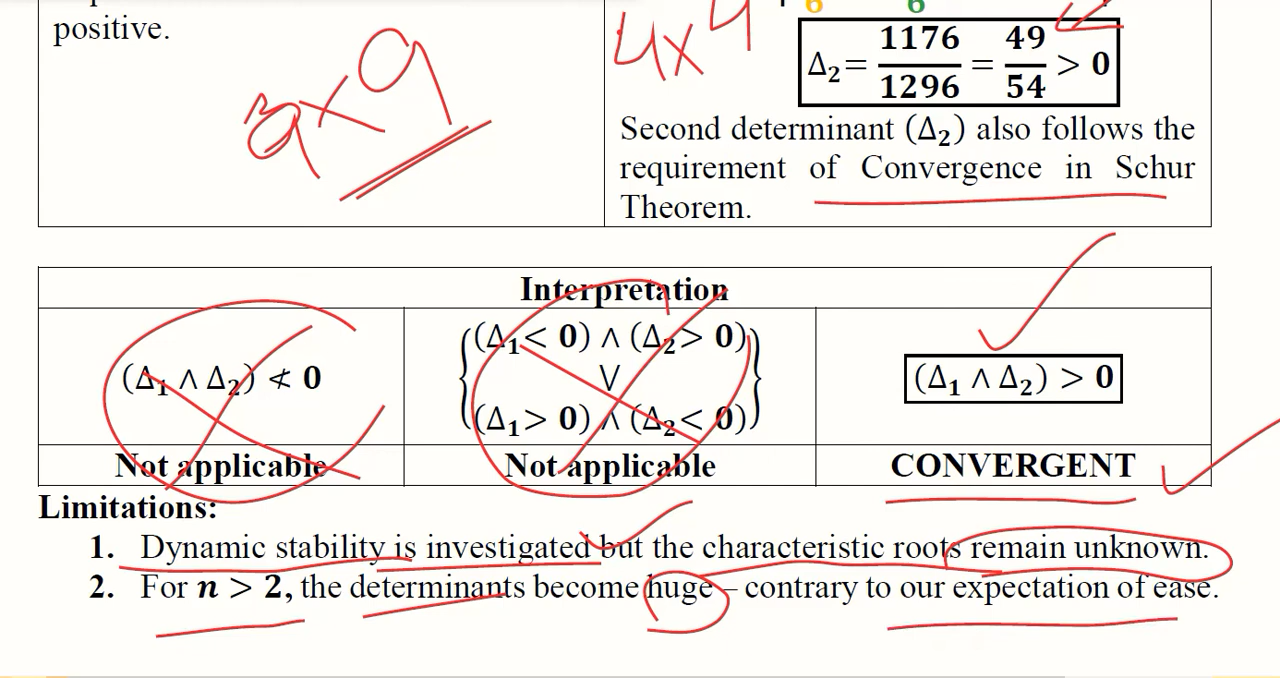 positive.
4x4
Δ₂= 1176/1296 = 49/54 > 0
Second determinant (Δ₂) also follows the
requirement of Convergence in Schur
Theorem.
Interpretation
(Δ₁ ∧ Δ₂) ≮ 0
(Δ₁< 0) ∧ (Δ₂> 0)
∨
(Δ₁> 0) ∧ (Δ₂< 0)
(Δ₁ ∧ Δ₂) > 0
Not applicable
Not applicable
CONVERGENT
Limitations:
1. Dynamic stability is investigated but the characteristic roots remain unknown.
2. For n > 2, the determinants become huge – contrary to our expectation of ease.